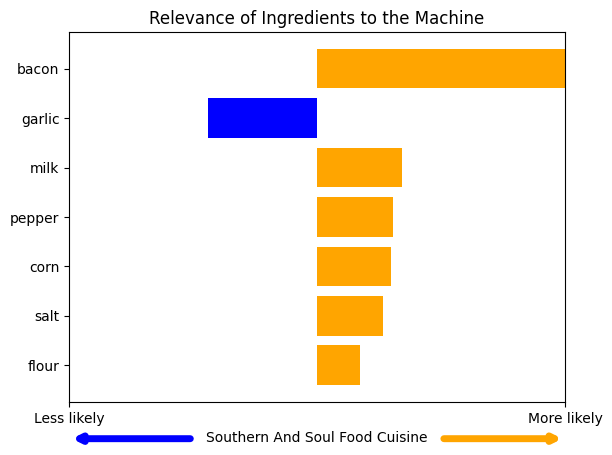 Relevance of Ingredients to the Machine
bacon
garlic
milk
pepper
corn
salt
flour
Less likely
More likely
Southern And Soul Food Cuisine